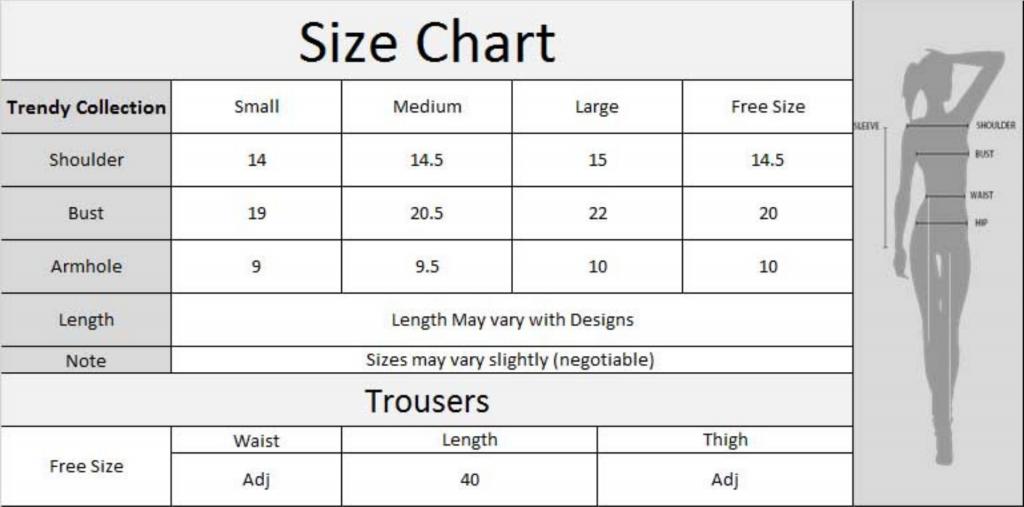 Size Chart
Trendy Collection Small Medium Large Free Size
Shoulder 14 14.5 15 14.5
Bust 19 20.5 22 20
Armhole 9 9.5 10 10
Length Length May vary with Designs
Note Sizes may vary slightly (negotiable)
Trousers
Free Size
Waist Length Thigh
Adj 40 Adj
SLEEVE
SHOULDER
BUST
WAIST
HIP